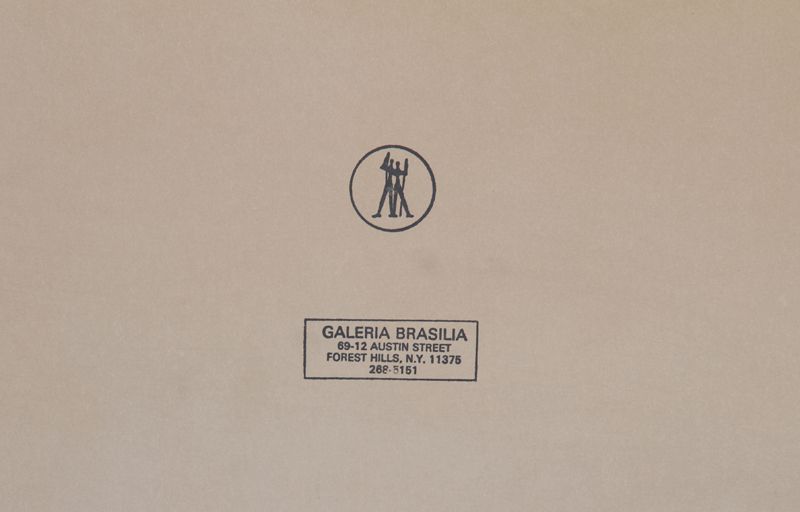 GALERIA BRASILIA
69-12 AUSTIN STREET
FOREST HILLS, N.Y. 11375
268-5151